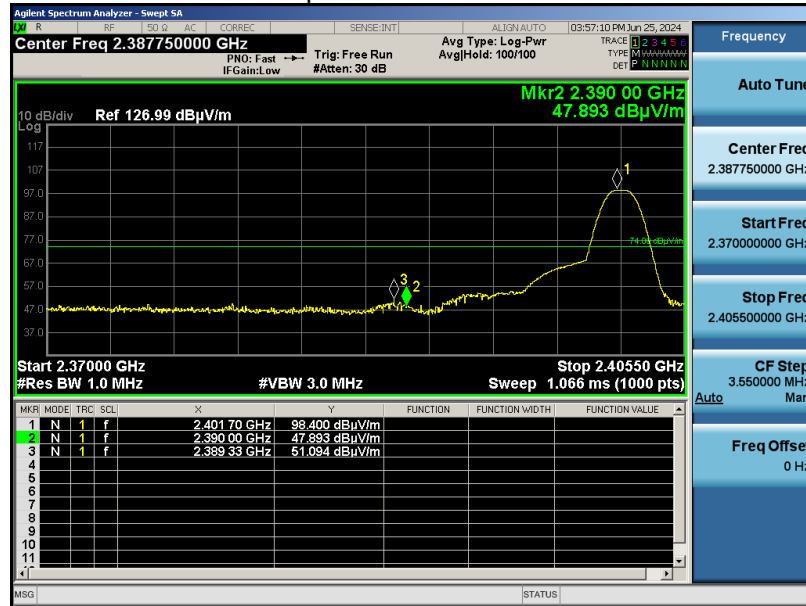 Agilent Spectrum Analyzer - Swept SA
LXI R RF 50 Ω AC CORREC SENSE:INT ALIGN AUTO 03:57:10 PM Jun 25, 2024
Center Freq 2.387750000 GHz
PNO: Fast
IFGain:Low
Trig: Free Run
#Atten: 30 dB
Avg Type: Log-Pwr
Avg|Hold: 100/100
TRACE 1 2 3 4 5 6
TYPE M WWWWW
DET P N N N N N
Mkr2 2.390 00 GHz
47.893 dBµV/m
10 dB/div Ref 126.99 dBµV/m
Log
117
107
97.0
87.0
77.0
67.0
57.0
47.0
37.0
1
74.00 dBµV/m
3
2
Start 2.37000 GHz Stop 2.40550 GHz
#Res BW 1.0 MHz #VBW 3.0 MHz Sweep 1.066 ms (1000 pts)
MKR MODE TRC SCL X Y FUNCTION FUNCTION WIDTH FUNCTION VALUE
1 N 1 f 2.401 70 GHz 98.400 dBµV/m
2 N 1 f 2.390 00 GHz 47.893 dBµV/m
3 N 1 f 2.389 33 GHz 51.094 dBµV/m
4
5
6
7
8
9
10
11
MSG STATUS
Frequency
Auto Tune
Center Freq
2.387750000 GHz
Start Freq
2.370000000 GHz
Stop Freq
2.405500000 GHz
CF Step
3.550000 MHz
Auto Man
Freq Offset
0 Hz